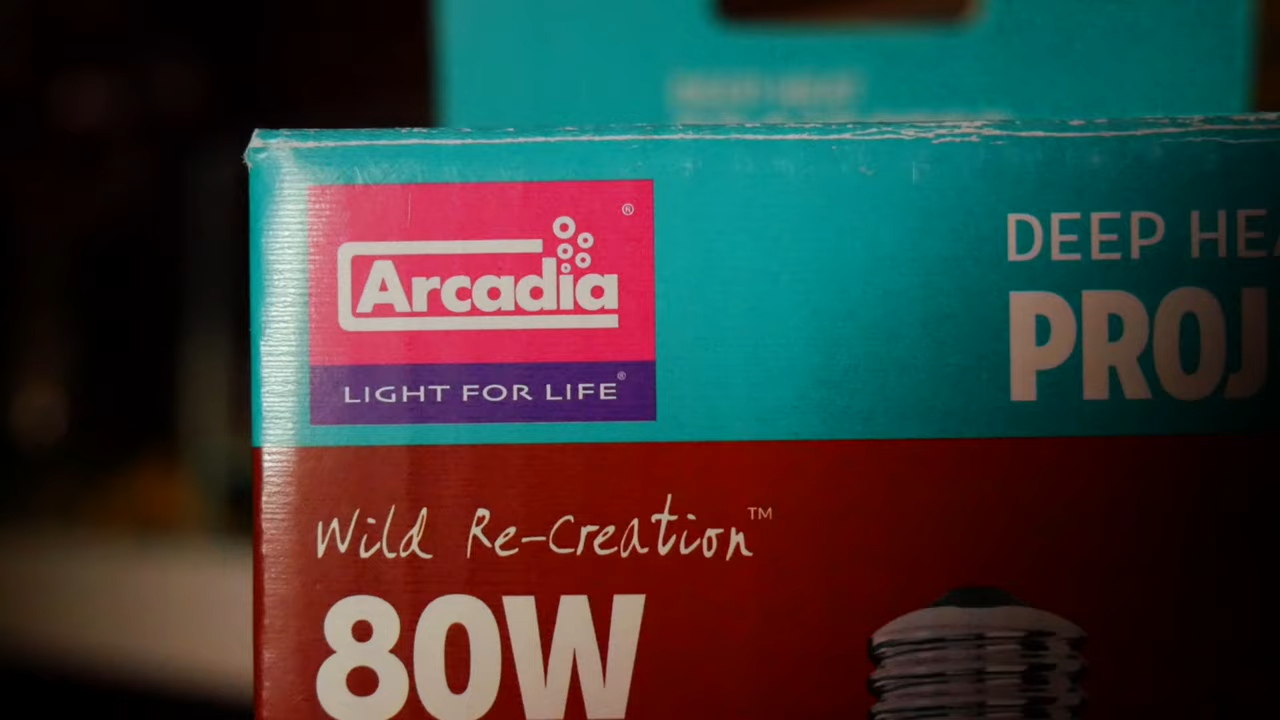 Arcadia®
LIGHT FOR LIFE®
DEEP HEA
PROJ
Wild Re-Creation™
80W